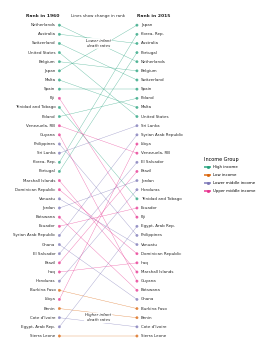 Rank in 1960 Lines show change in rank Rank in 2015
Netherlands Japan
Australia Korea, Rep.
Switzerland Australia
United States Portugal
Belgium Netherlands
Lower infant
death rates
Japan Belgium
Malta Switzerland
Spain Spain
Fiji Poland
Trinidad and Tobago Malta
Poland United States
Venezuela, RB Sri Lanka
Guyana Syrian Arab Republic
Philippines Libya
Sri Lanka Venezuela, RB
Korea, Rep. El Salvador
Portugal Brazil
Marshall Islands Jordan
Dominican Republic Honduras
Vanuatu Trinidad and Tobago
Jordan Ecuador
Botswana Fiji
Ecuador Egypt, Arab Rep.
Syrian Arab Republic Philippines
Ghana Vanuatu
El Salvador Dominican Republic
Brazil Iraq
Iraq Marshall Islands
Honduras Guyana
Burkina Faso Botswana
Libya Ghana
Benin Burkina Faso
Higher infant
death rates
Cote d'Ivoire Benin
Egypt, Arab Rep. Cote d'Ivoire
Sierra Leone Sierra Leone
Income Group
High income
Low income
Lower middle income
Upper middle income